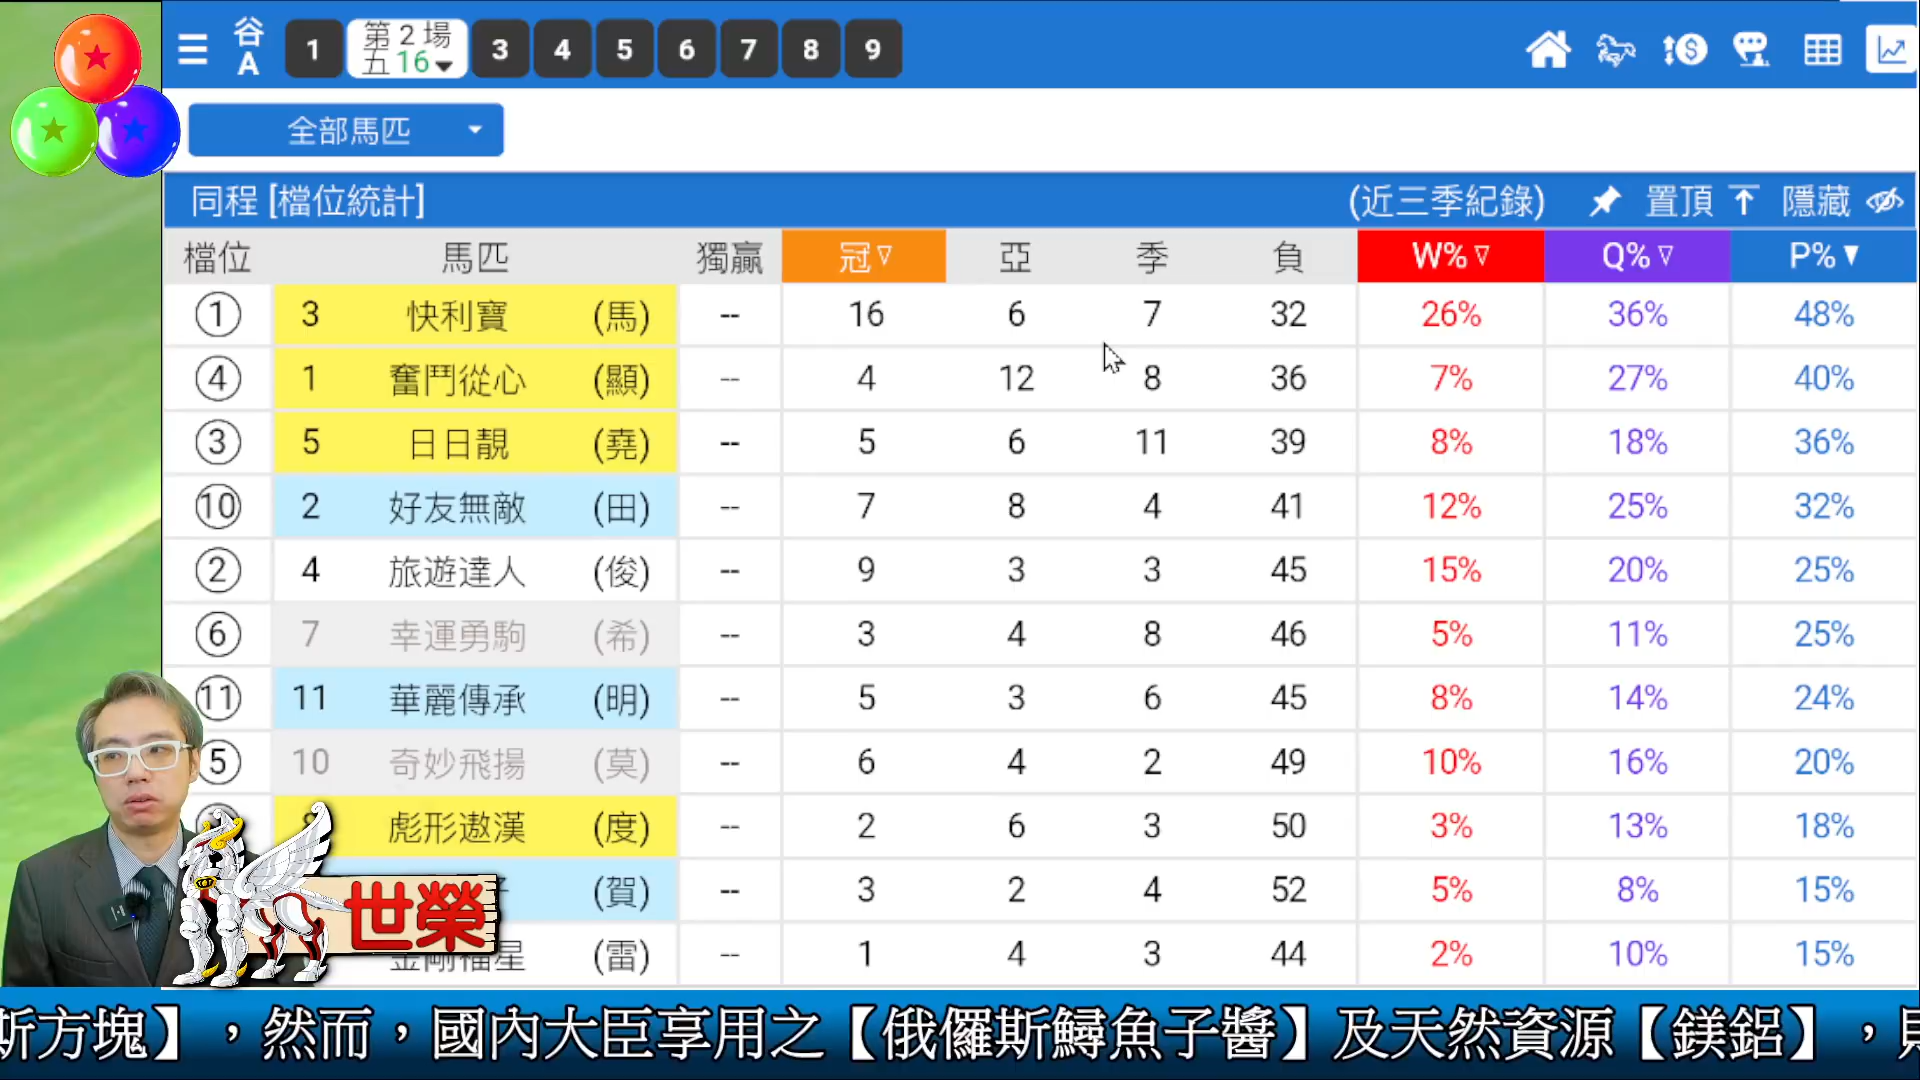 谷 A 1 第2場 五16 3 4 5 6 7 8 9
全部馬匹
同程 [檔位統計] (近三季紀錄) 置頂 隱藏
檔位 馬匹 獨贏 冠 亞 季 負 W% Q% P%
1 3 快利寶 (馬) -- 16 6 7 32 26% 36% 48%
4 1 奮鬥從心 (顯) -- 4 12 8 36 7% 27% 40%
3 5 日日靚 (堯) -- 5 6 11 39 8% 18% 36%
10 2 好友無敵 (田) -- 7 8 4 41 12% 25% 32%
2 4 旅遊達人 (俊) -- 9 3 3 45 15% 20% 25%
6 7 幸運勇駒 (希) -- 3 4 8 46 5% 11% 25%
11 11 華麗傳承 (明) -- 5 3 6 45 8% 14% 24%
5 10 奇妙飛揚 (莫) -- 6 4 2 49 10% 16% 20%
彪形遨漢 (度) -- 2 6 3 50 3% 13% 18%
(賀) -- 3 2 4 52 5% 8% 15%
金剛福星 (雷) -- 1 4 3 44 2% 10% 15%
世榮
斯方塊】，然而，國內大臣享用之【俄儸斯鱘魚子醬】及天然資源【鎂鋁】，